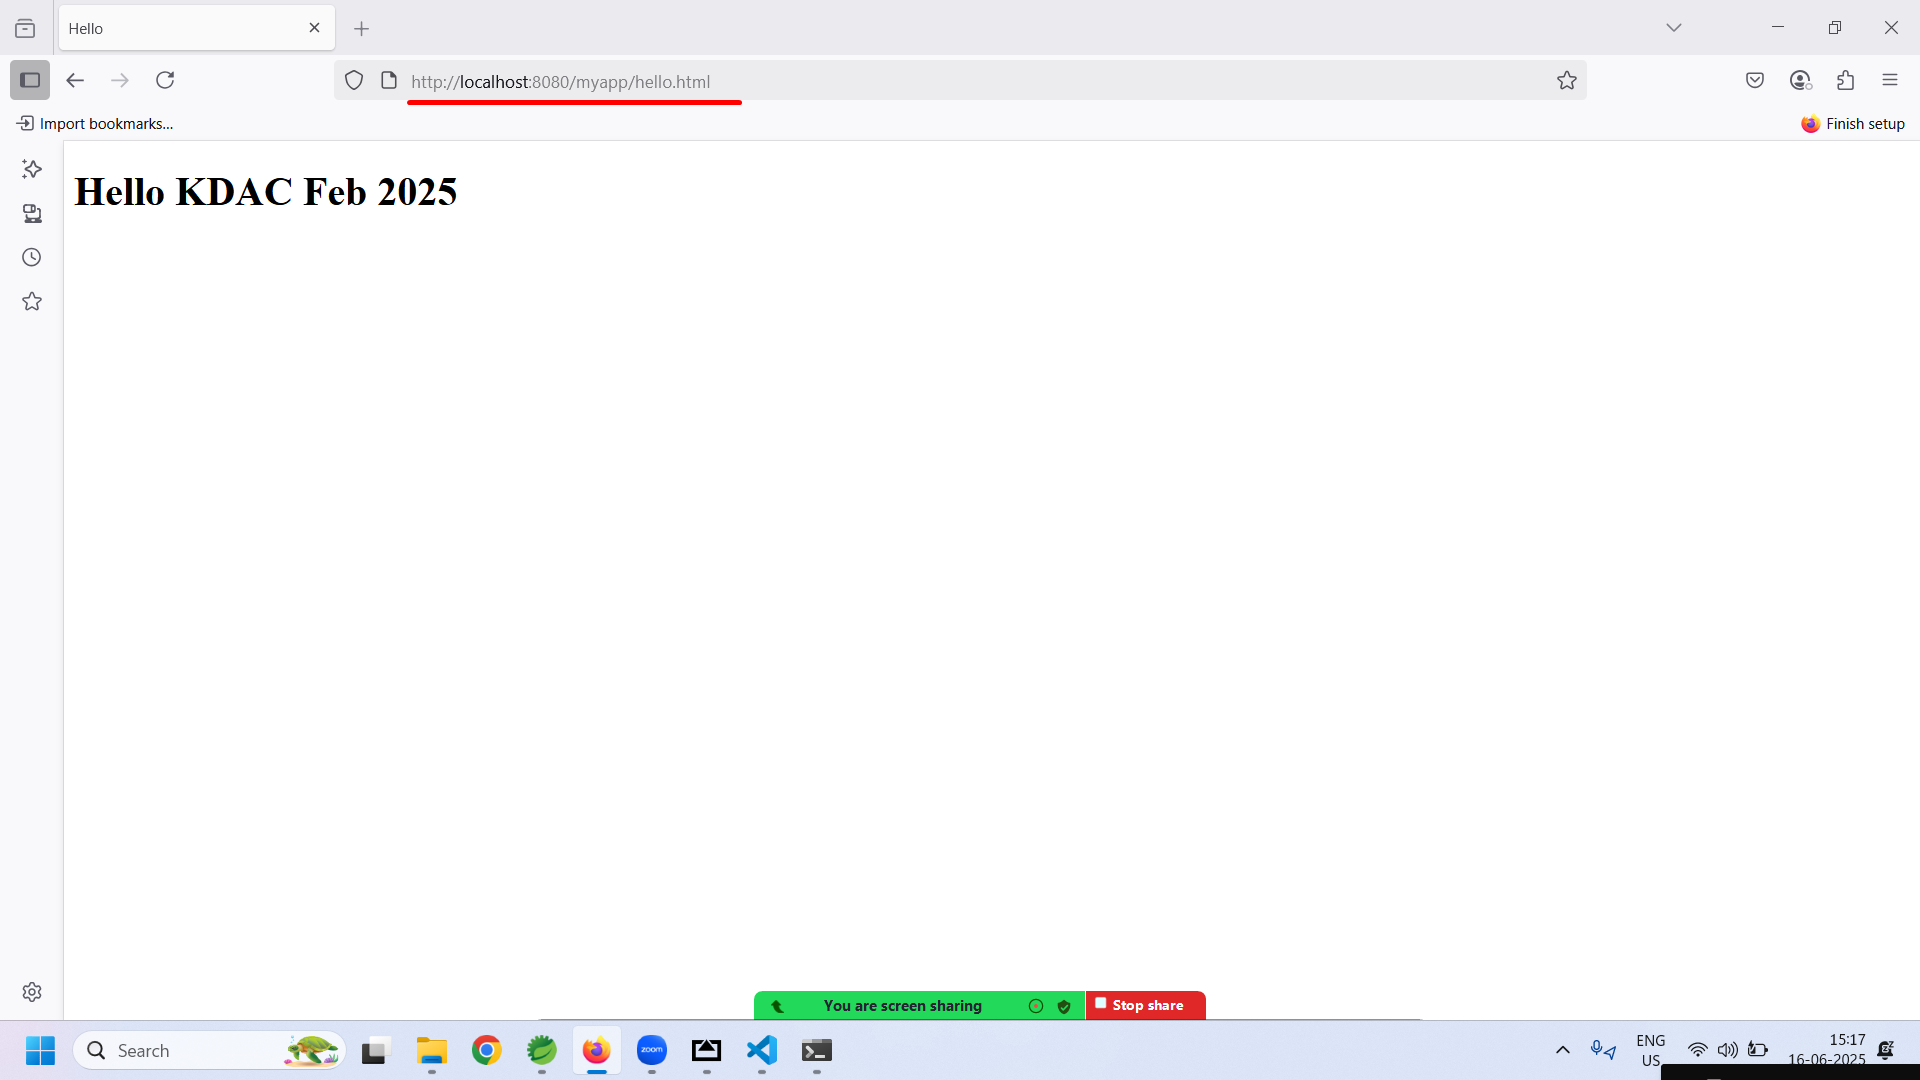 Hello
http://localhost:8080/myapp/hello.html
Import bookmarks...
Finish setup
Hello KDAC Feb 2025
You are screen sharing
Stop share
Search
zoom
ENG
US
15:17
16-06-2025